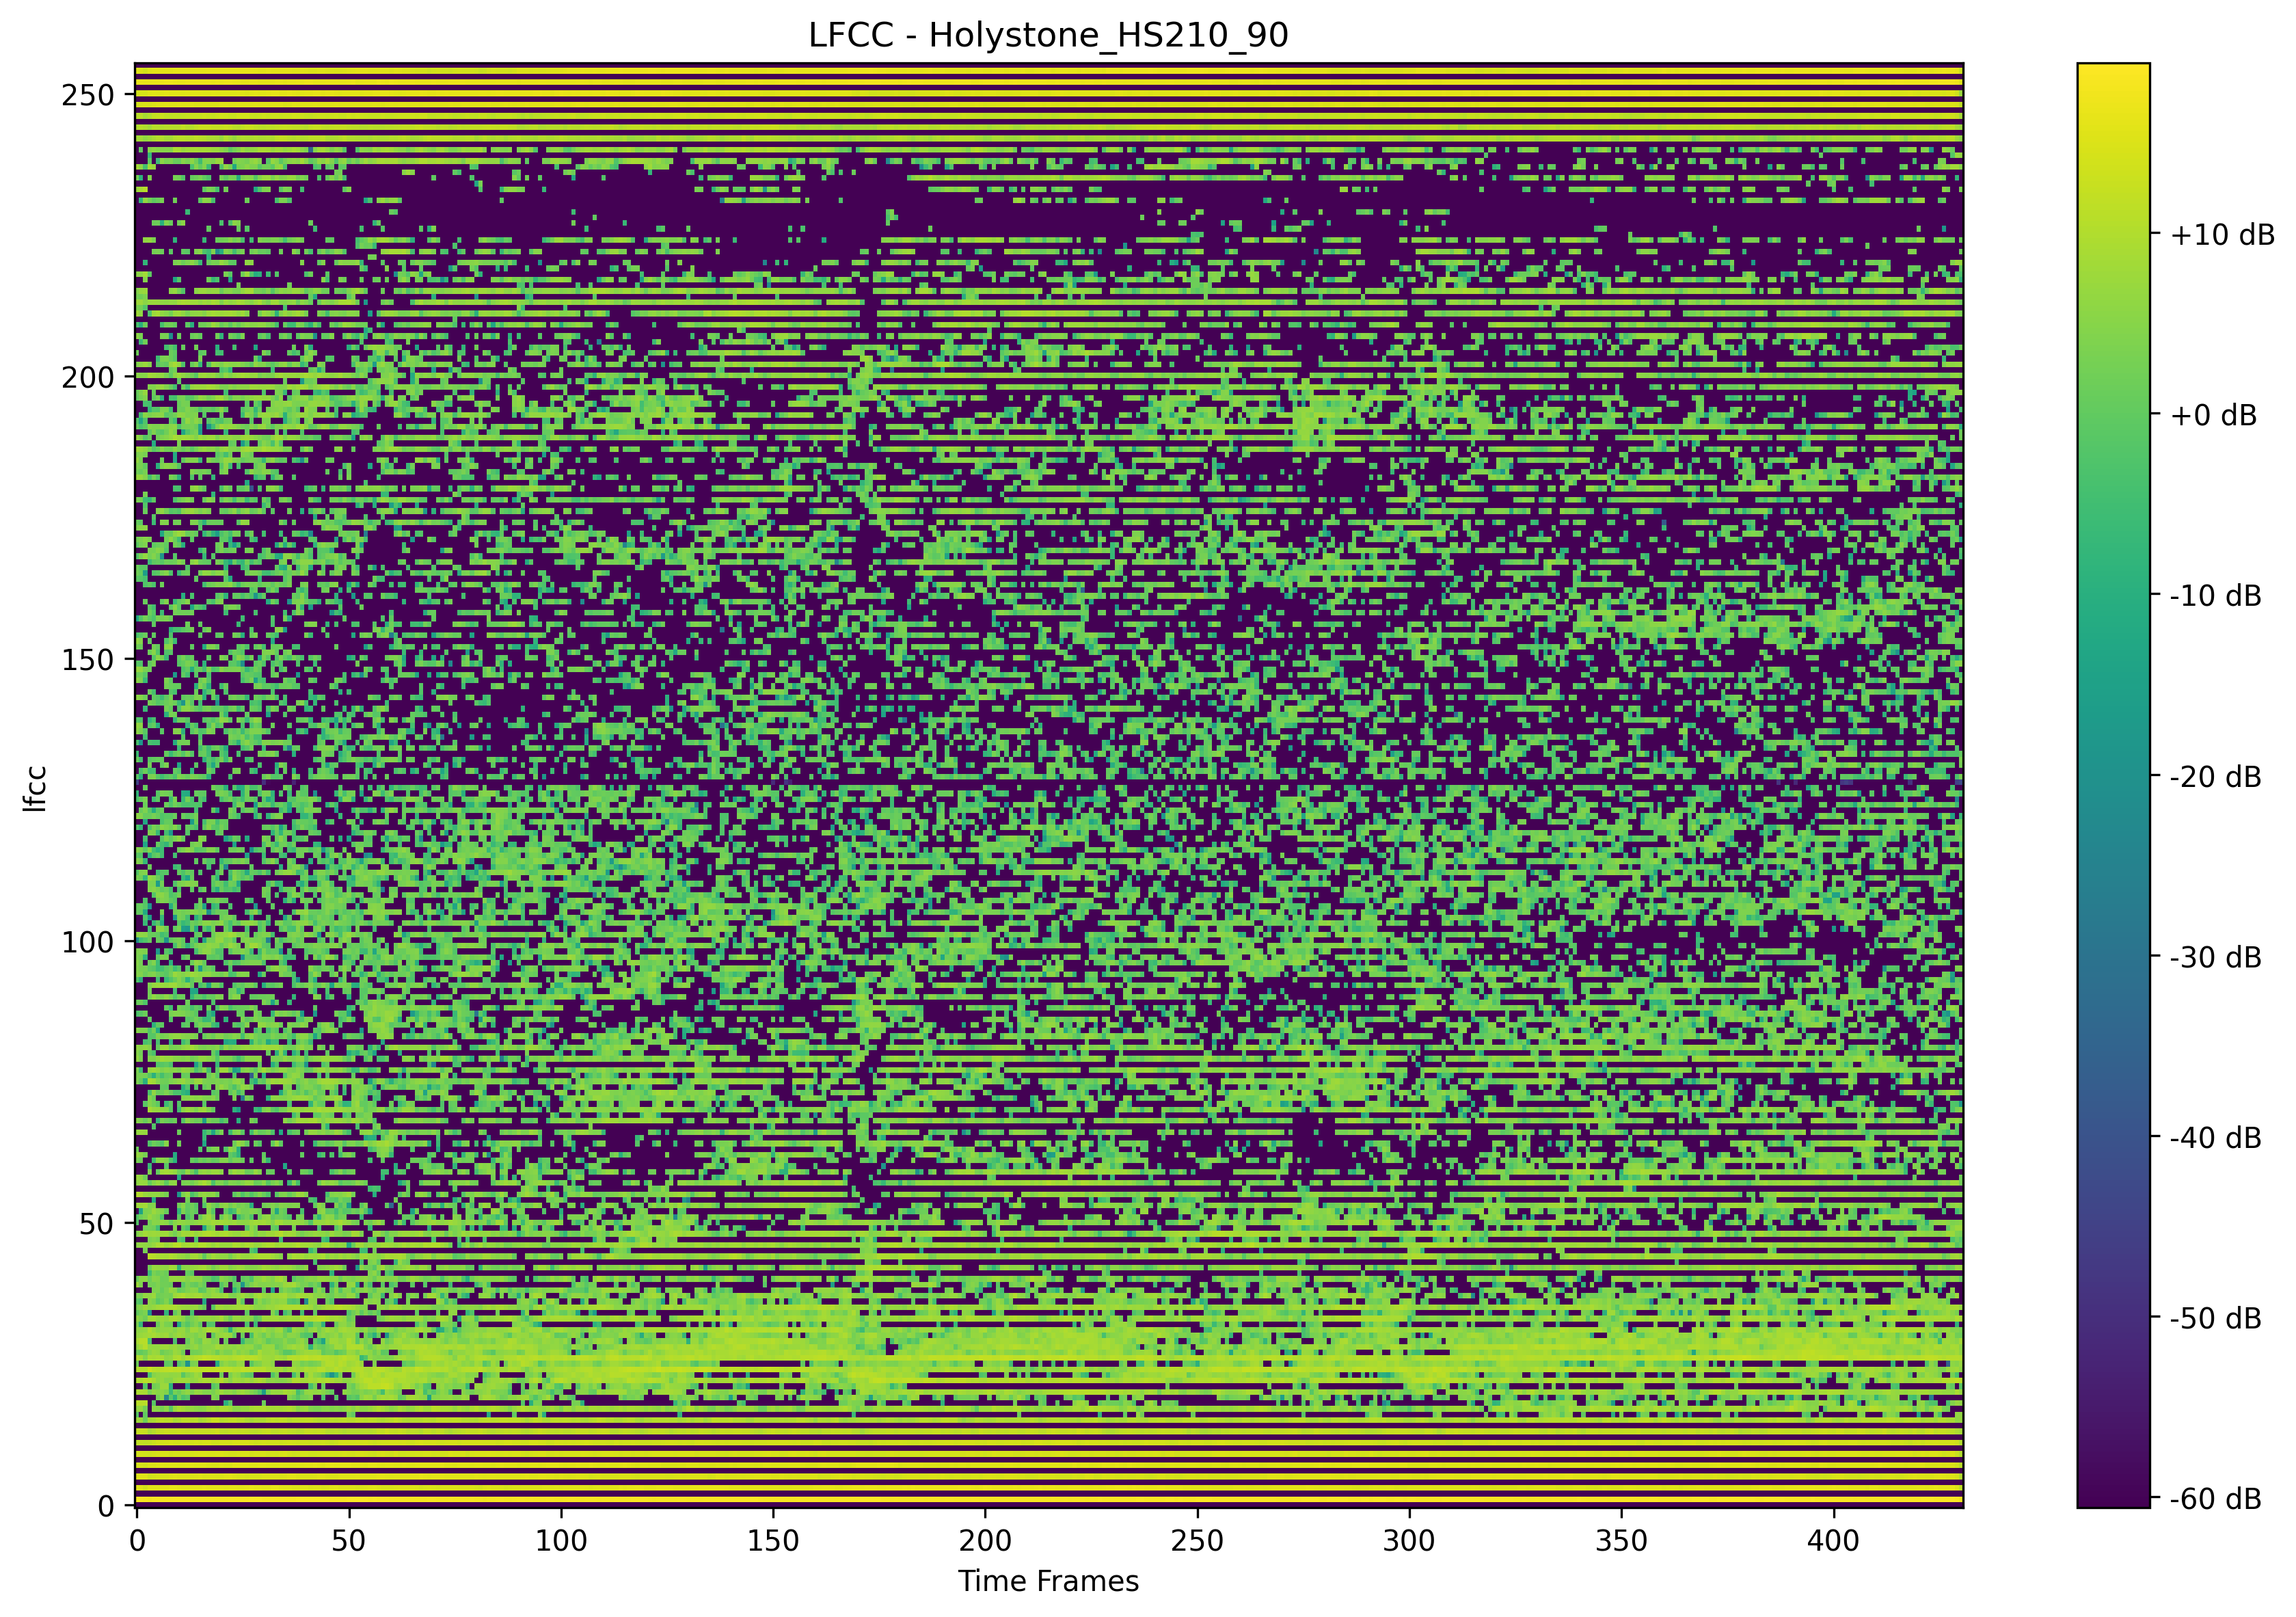 LFCC - Holystone_HS210_90
250
200
150
100
50
0
lfcc
0 50 100 150 200 250 300 350 400
Time Frames
+10 dB
+0 dB
-10 dB
-20 dB
-30 dB
-40 dB
-50 dB
-60 dB